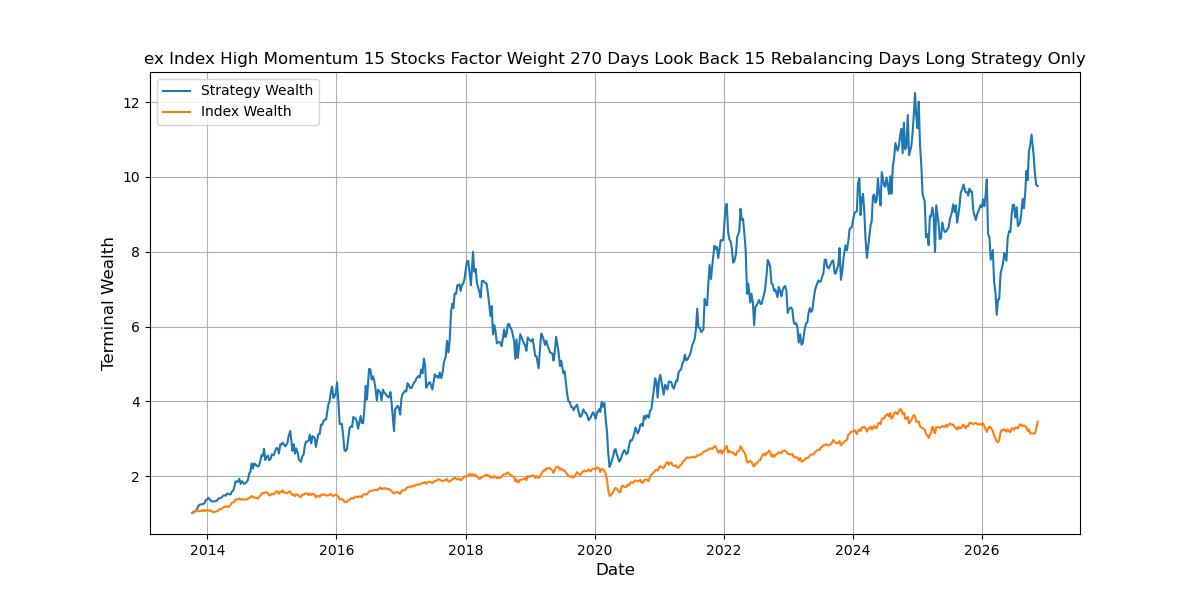 ex Index High Momentum 15 Stocks Factor Weight 270 Days Look Back 15 Rebalancing Days Long Strategy Only
Strategy Wealth
Index Wealth
12
10
8
6
4
2
Terminal Wealth
2014 2016 2018 2020 2022 2024 2026
Date